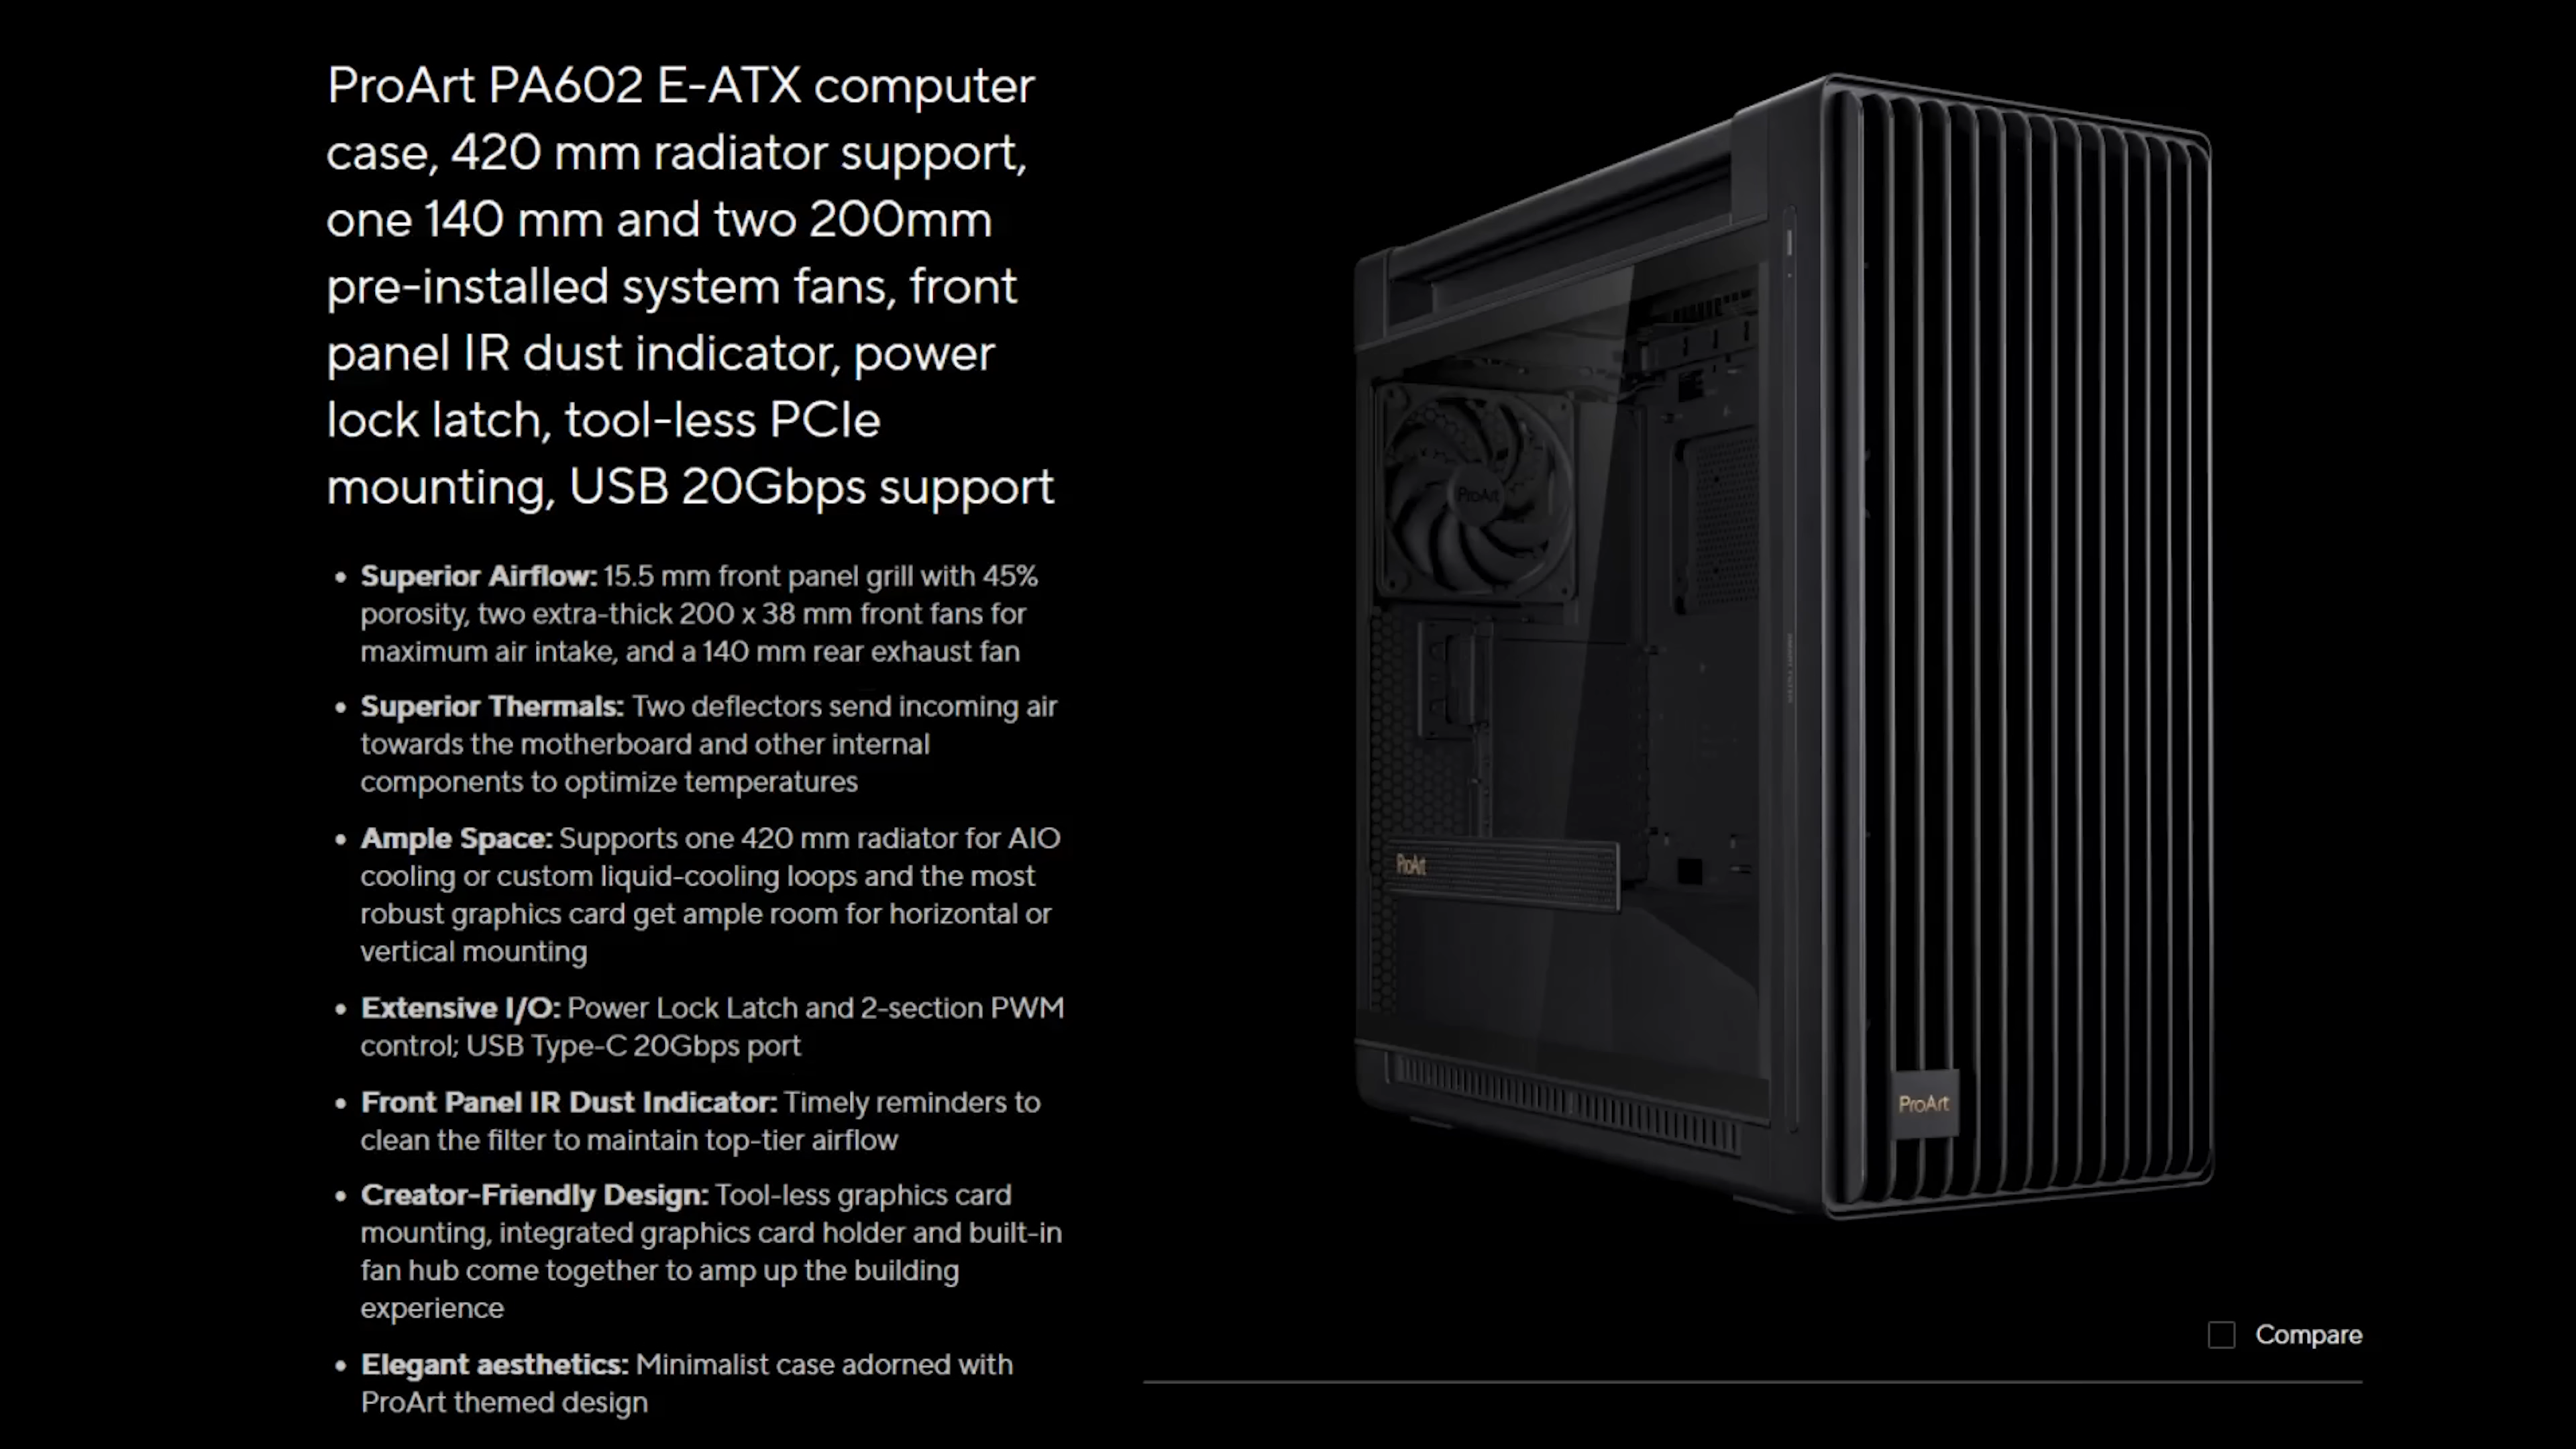 ProArt PA602 E-ATX computer
case, 420 mm radiator support,
one 140 mm and two 200mm
pre-installed system fans, front
panel IR dust indicator, power
lock latch, tool-less PCIe
mounting, USB 20Gbps support
• Superior Airflow: 15.5 mm front panel grill with 45%
porosity, two extra-thick 200 x 38 mm front fans for
maximum air intake, and a 140 mm rear exhaust fan
• Superior Thermals: Two deflectors send incoming air
towards the motherboard and other internal
components to optimize temperatures
• Ample Space: Supports one 420 mm radiator for AIO
cooling or custom liquid-cooling loops and the most
robust graphics card get ample room for horizontal or
vertical mounting
• Extensive I/O: Power Lock Latch and 2-section PWM
control; USB Type-C 20Gbps port
• Front Panel IR Dust Indicator: Timely reminders to
clean the filter to maintain top-tier airflow
• Creator-Friendly Design: Tool-less graphics card
mounting, integrated graphics card holder and built-in
fan hub come together to amp up the building
experience
• Elegant aesthetics: Minimalist case adorned with
ProArt themed design
ProArt
ProArt
ProArt
Compare